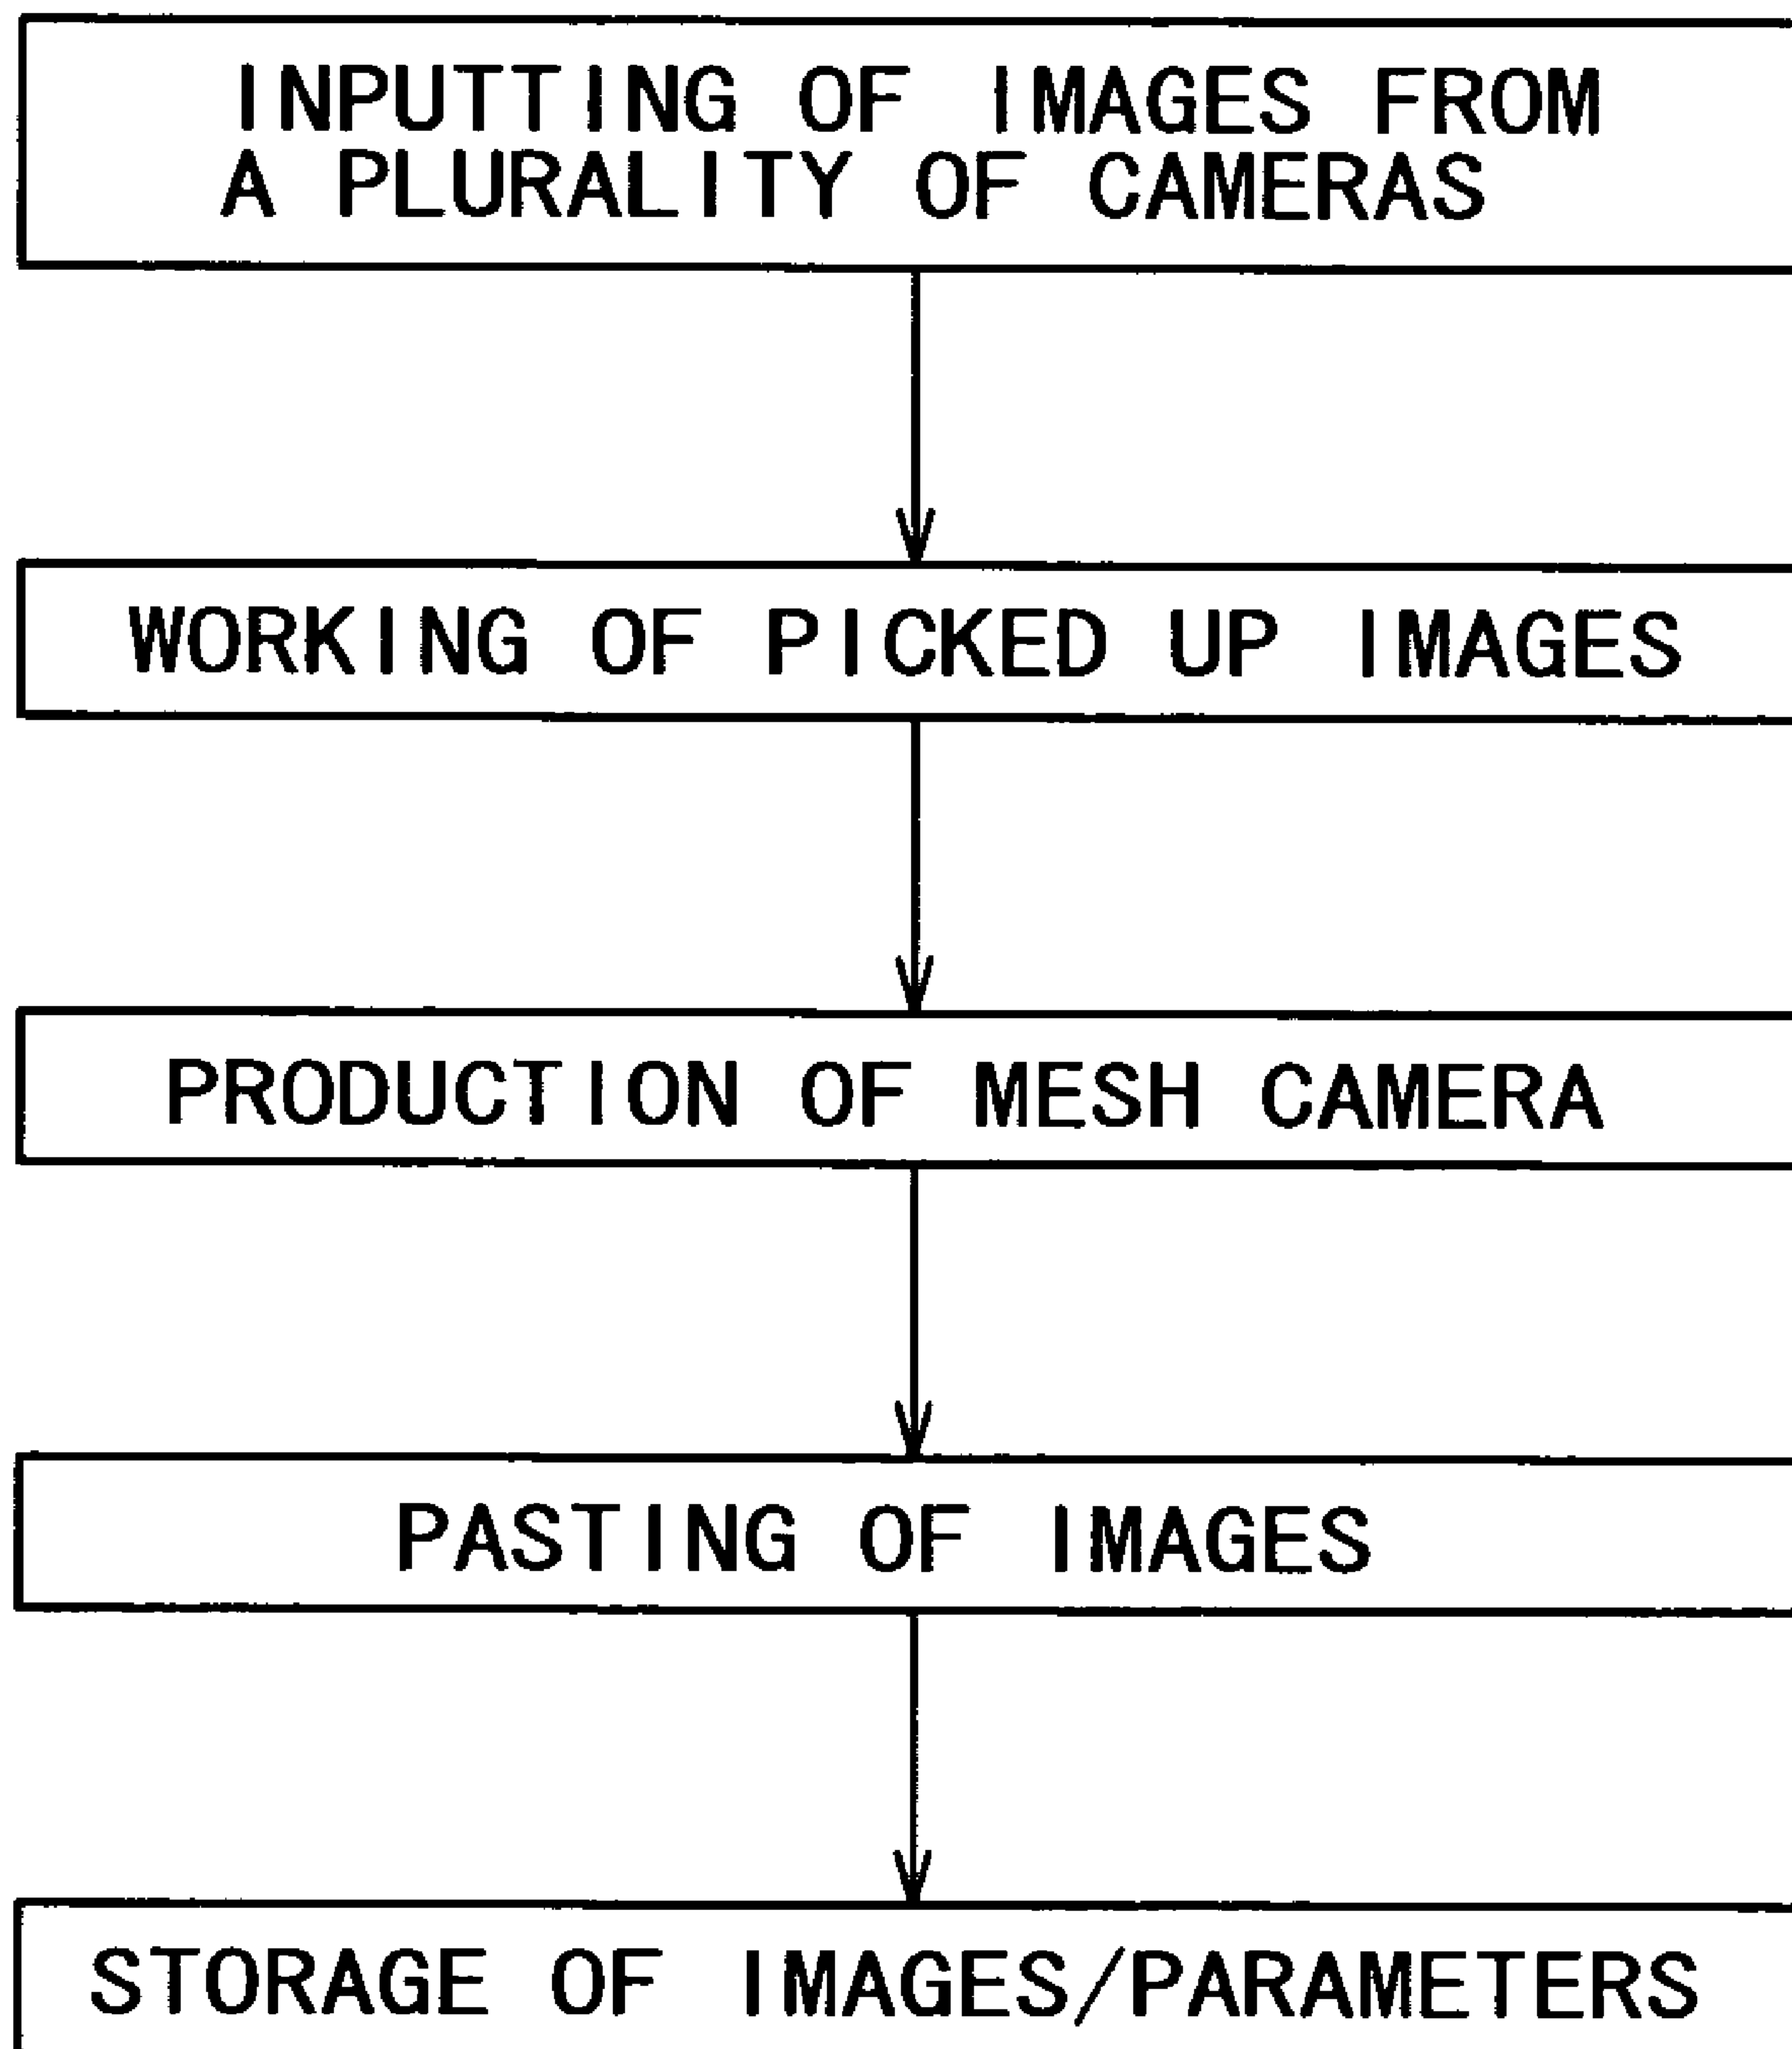 INPUTTING OF IMAGES FROM
A PLURALITY OF CAMERAS
WORKING OF PICKED UP IMAGES
PRODUCTION OF MESH CAMERA
PASTING OF IMAGES
STORAGE OF IMAGES/PARAMETERS